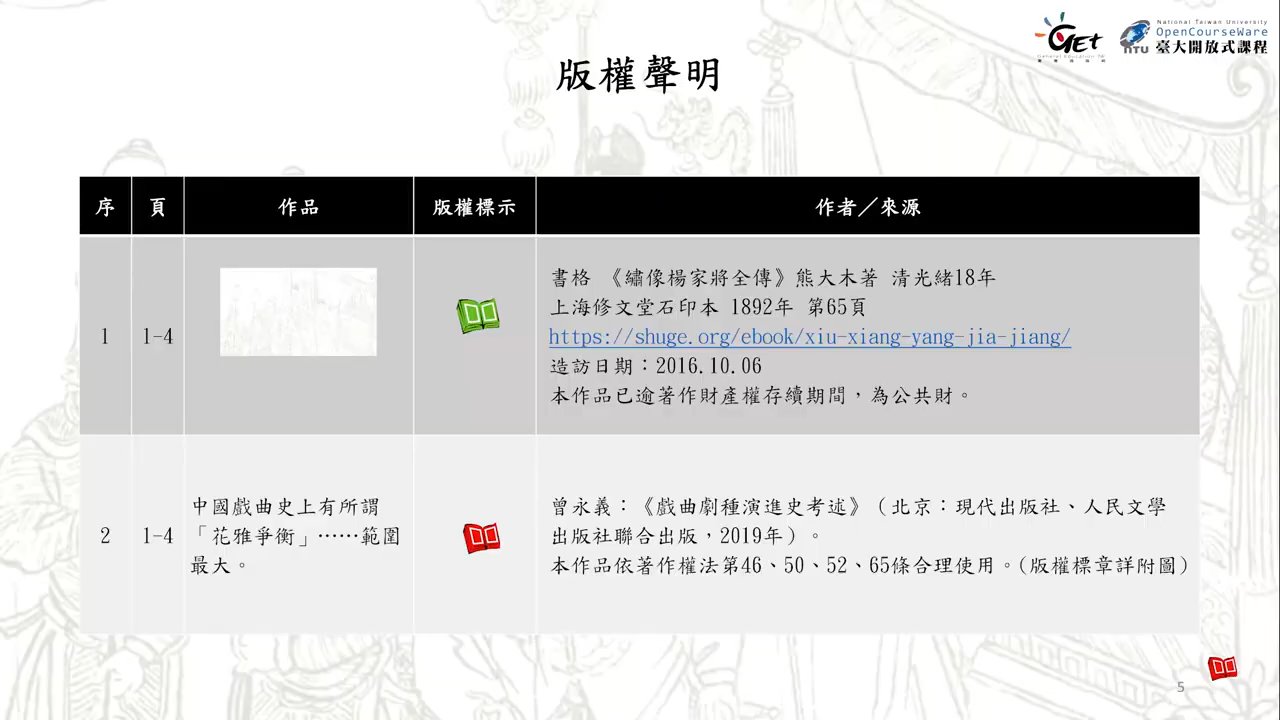 GET
General Education TW
National Taiwan University
OpenCourseWare
NTU 臺大開放式課程
版權聲明
序 頁 作品 版權標示 作者／來源
1 1-4
書格 《繡像楊家將全傳》熊大木著 清光緒18年
上海修文堂石印本 1892年 第65頁
https://shuge.org/ebook/xiu-xiang-yang-jia-jiang/
造訪日期：2016.10.06
本作品已逾著作財產權存續期間，為公共財。
2 1-4
中國戲曲史上有所謂
「花雅爭衡」……範圍
最大。
曾永義：《戲曲劇種演進史考述》（北京：現代出版社、人民文學
出版社聯合出版，2019年）。
本作品依著作權法第46、50、52、65條合理使用。(版權標章詳附圖)
5